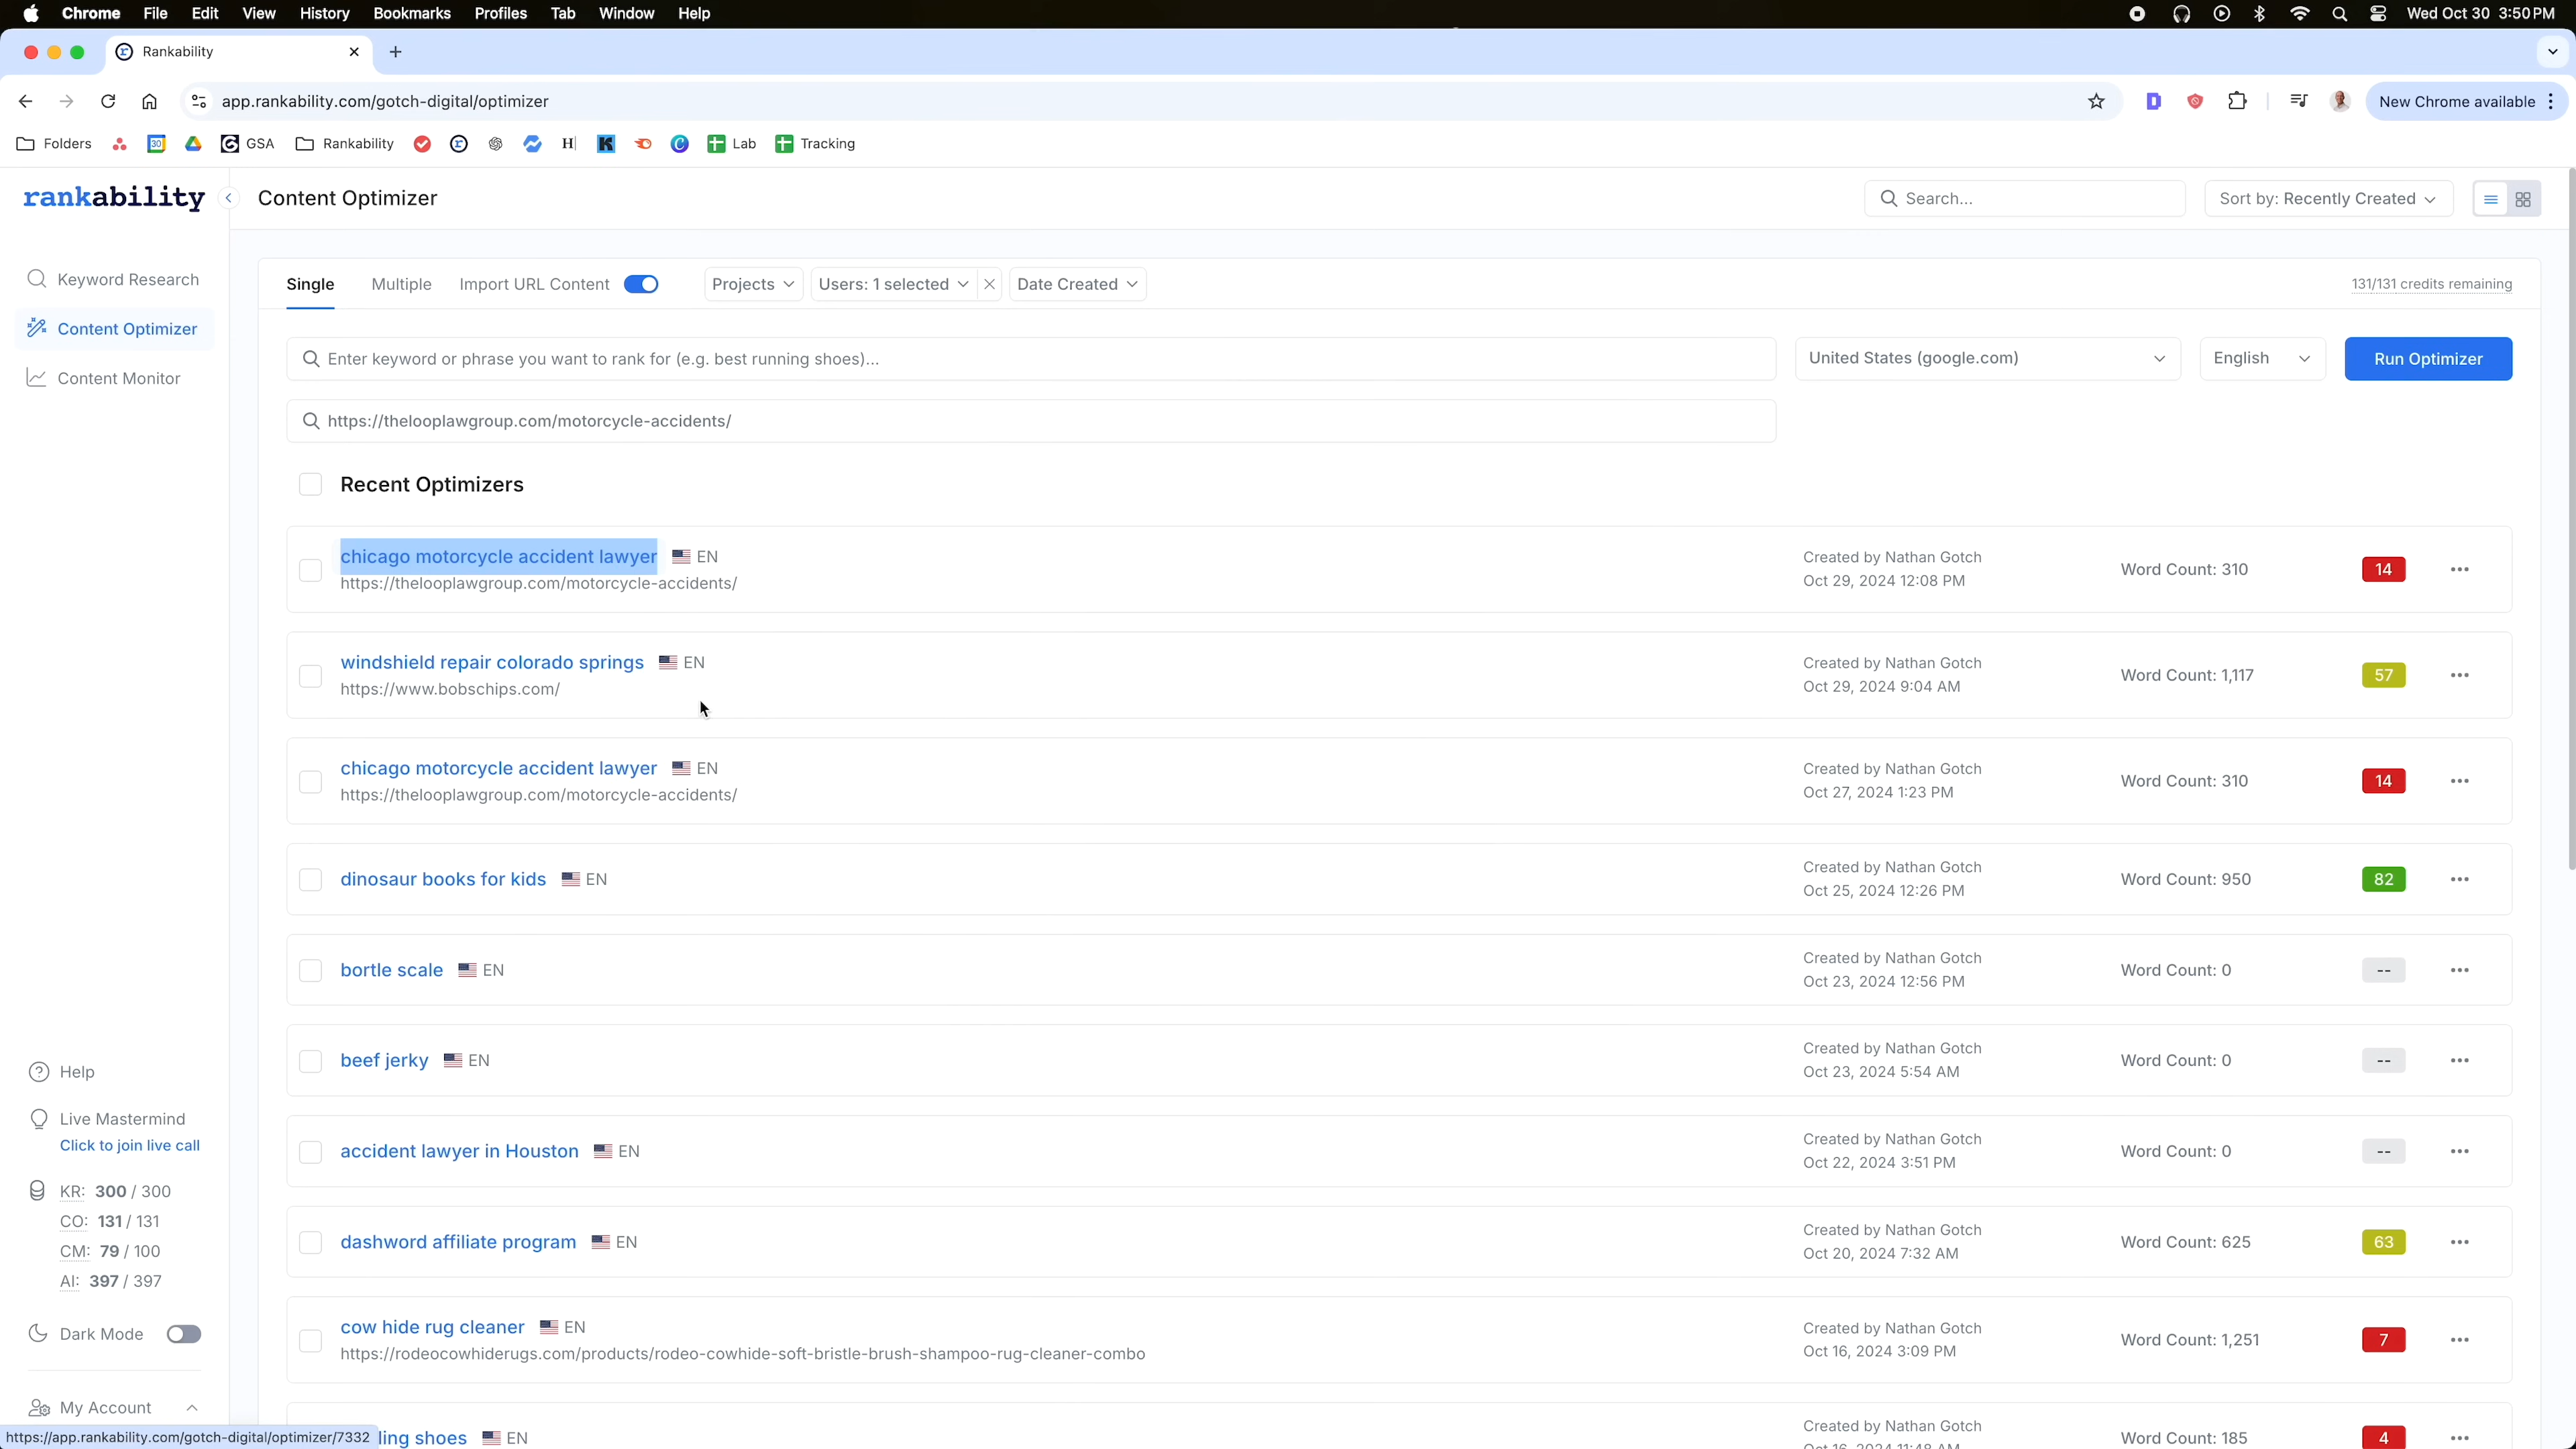 Chrome File Edit View History Bookmarks Profiles Tab Window Help Wed Oct 30 3:50 PM
Rankability
app.rankability.com/gotch-digital/optimizer New Chrome available
Folders 30 GSA Rankability H K Lab Tracking
rankability Content Optimizer Search... Sort by: Recently Created
Keyword Research
Content Optimizer
Content Monitor
Single Multiple Import URL Content Projects Users: 1 selected Date Created 131/131 credits remaining
Enter keyword or phrase you want to rank for (e.g. best running shoes)... United States (google.com) English Run Optimizer
https://thelooplawgroup.com/motorcycle-accidents/
Recent Optimizers
chicago motorcycle accident lawyer EN
https://thelooplawgroup.com/motorcycle-accidents/
Created by Nathan Gotch
Oct 29, 2024 12:08 PM
Word Count: 310 14
windshield repair colorado springs EN
https://www.bobschips.com/
Created by Nathan Gotch
Oct 29, 2024 9:04 AM
Word Count: 1,117 57
chicago motorcycle accident lawyer EN
https://thelooplawgroup.com/motorcycle-accidents/
Created by Nathan Gotch
Oct 27, 2024 1:23 PM
Word Count: 310 14
dinosaur books for kids EN
Created by Nathan Gotch
Oct 25, 2024 12:26 PM
Word Count: 950 82
bortle scale EN
Created by Nathan Gotch
Oct 23, 2024 12:56 PM
Word Count: 0 --
beef jerky EN
Created by Nathan Gotch
Oct 23, 2024 5:54 AM
Word Count: 0 --
accident lawyer in Houston EN
Created by Nathan Gotch
Oct 22, 2024 3:51 PM
Word Count: 0 --
dashword affiliate program EN
Created by Nathan Gotch
Oct 20, 2024 7:32 AM
Word Count: 625 63
cow hide rug cleaner EN
https://rodeocowhiderugs.com/products/rodeo-cowhide-soft-bristle-brush-shampoo-rug-cleaner-combo
Created by Nathan Gotch
Oct 16, 2024 3:09 PM
Word Count: 1,251 7
ling shoes EN
Created by Nathan Gotch
Oct 16, 2024 11:48 AM
Word Count: 185 4
Help
Live Mastermind
Click to join live call
KR: 300 / 300
CO: 131 / 131
CM: 79 / 100
AI: 397 / 397
Dark Mode
My Account
https://app.rankability.com/gotch-digital/optimizer/7332